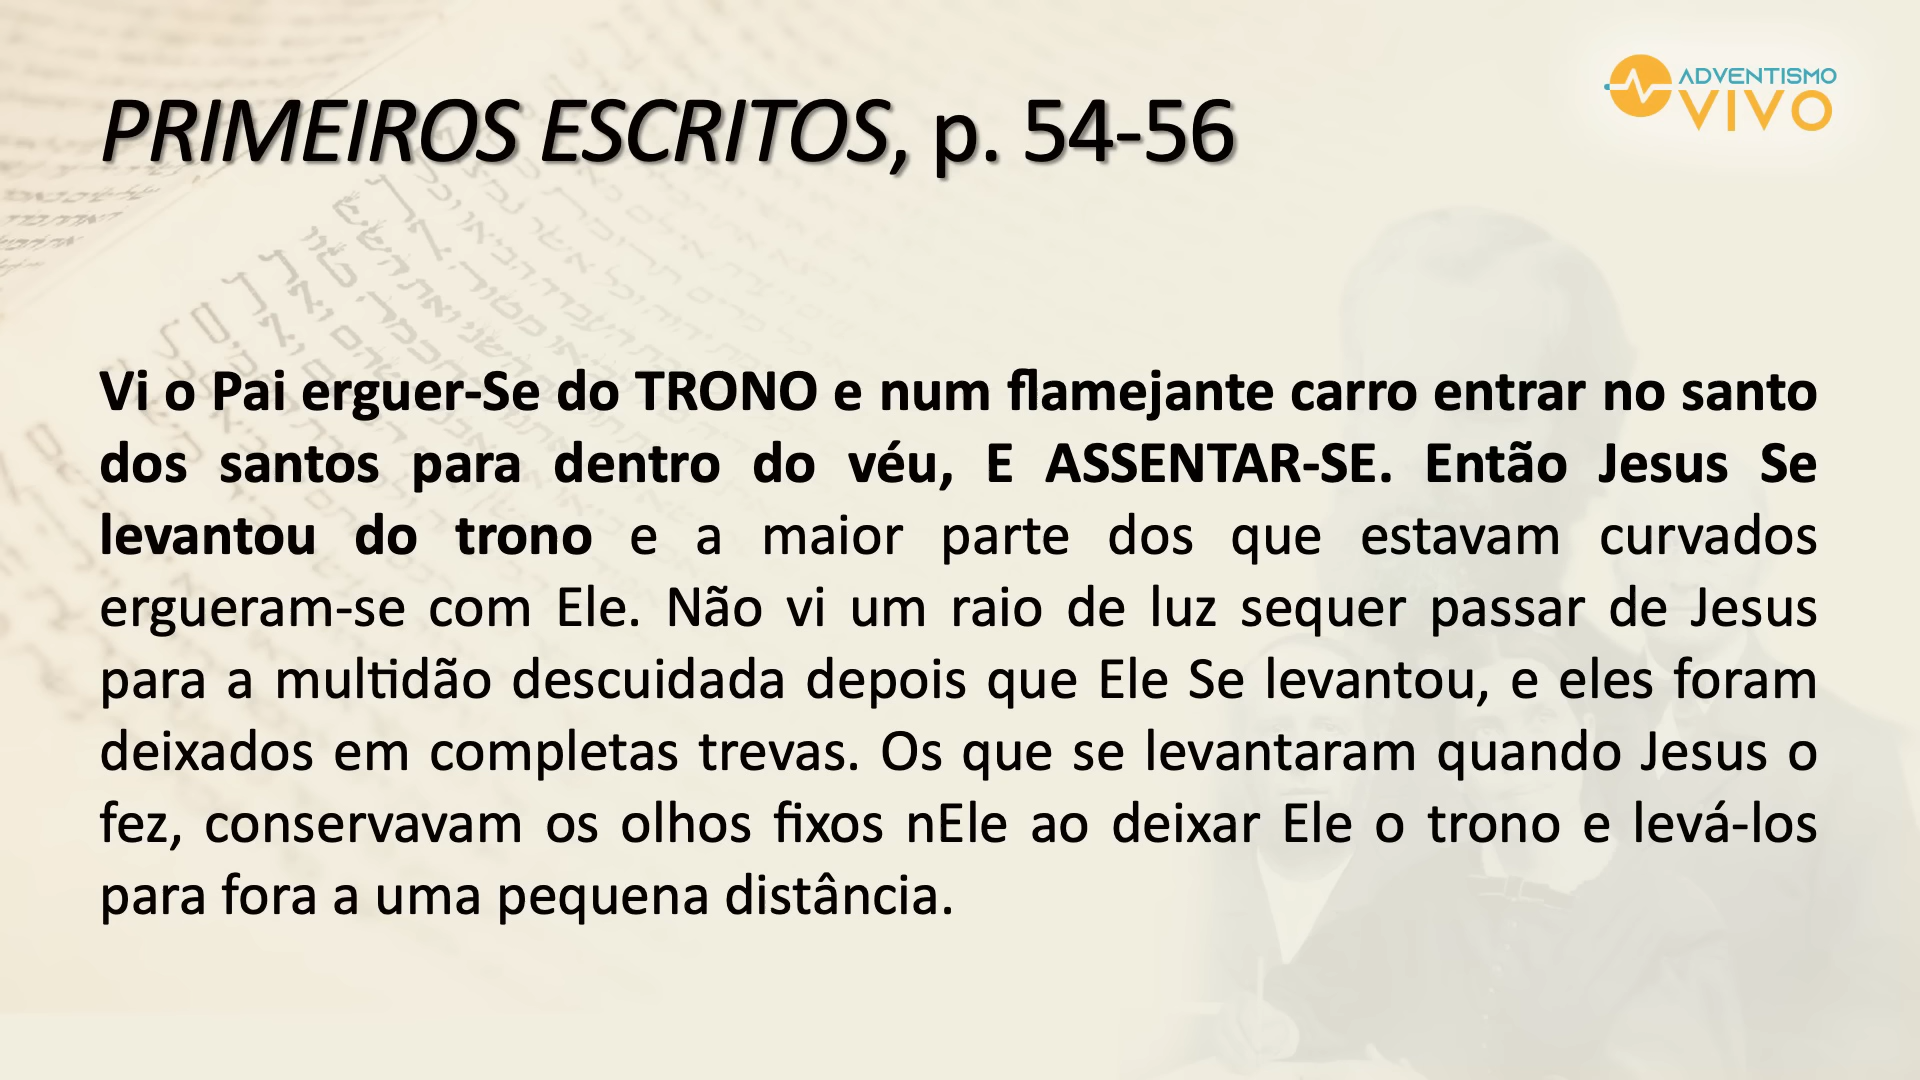 PRIMEIROS ESCRITOS, p. 54-56
ADVENTISMO
VIVO
Vi o Pai erguer-Se do TRONO e num flamejante carro entrar no santo
dos santos para dentro do véu, E ASSENTAR-SE. Então Jesus Se
levantou do trono e a maior parte dos que estavam curvados
ergueram-se com Ele. Não vi um raio de luz sequer passar de Jesus
para a multidão descuidada depois que Ele Se levantou, e eles foram
deixados em completas trevas. Os que se levantaram quando Jesus o
fez, conservavam os olhos fixos nEle ao deixar Ele o trono e levá-los
para fora a uma pequena distância.